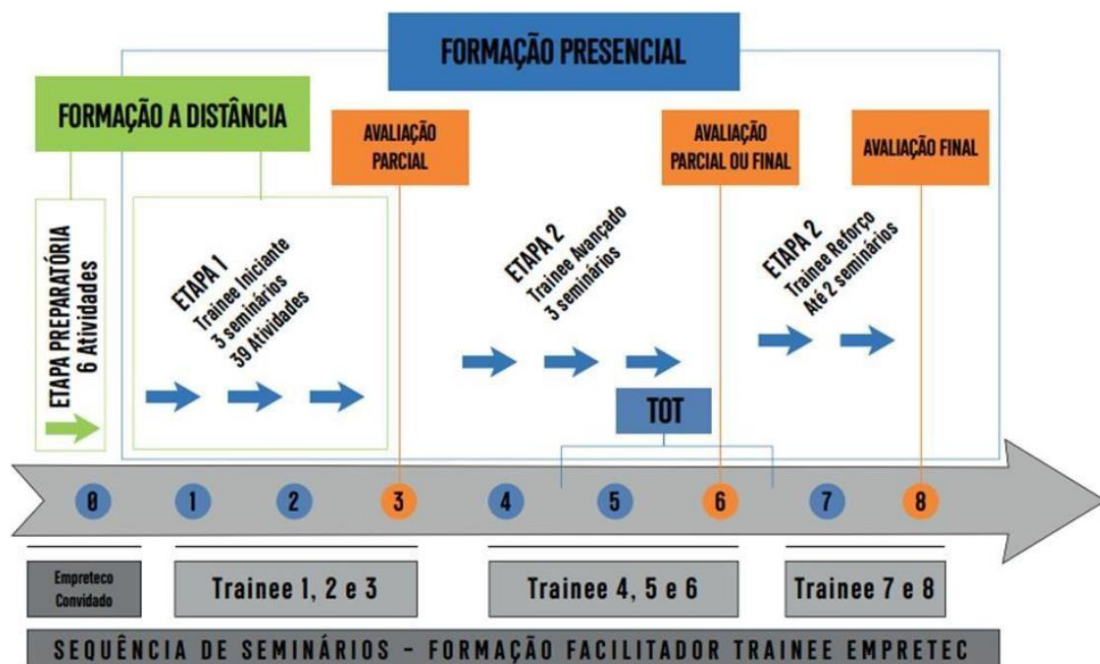 FORMAÇÃO PRESENCIAL
FORMAÇÃO A DISTÂNCIA
AVALIAÇÃO
PARCIAL
AVALIAÇÃO
PARCIAL OU FINAL
AVALIAÇÃO FINAL
ETAPA PREPARATÓRIA
6 Atividades
ETAPA 1
Trainee Iniciante
3 seminários
39 Atividades
ETAPA 2
Trainee Avançado
3 seminários
ETAPA 2
Trainee Reforço
Até 2 seminários
TOT
0
1
2
3
4
5
6
7
8
Empreteco
Convidado
Trainee 1, 2 e 3
Trainee 4, 5 e 6
Trainee 7 e 8
SEQUÊNCIA DE SEMINÁRIOS - FORMAÇÃO FACILITADOR TRAINEE EMPRETEC